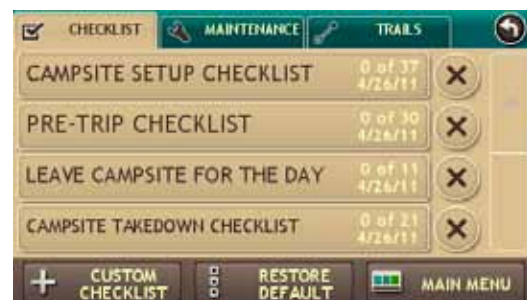 CHECKLIST MAINTENANCE TRAILS
CAMPSITE SETUP CHECKLIST 0 of 37
4/26/11
PRE-TRIP CHECKLIST 0 of 30
4/26/11
LEAVE CAMPSITE FOR THE DAY 0 of 11
4/26/11
CAMPSITE TAKEDOWN CHECKLIST 0 of 21
4/26/11
CUSTOM
CHECKLIST
RESTORE
DEFAULT
MAIN MENU